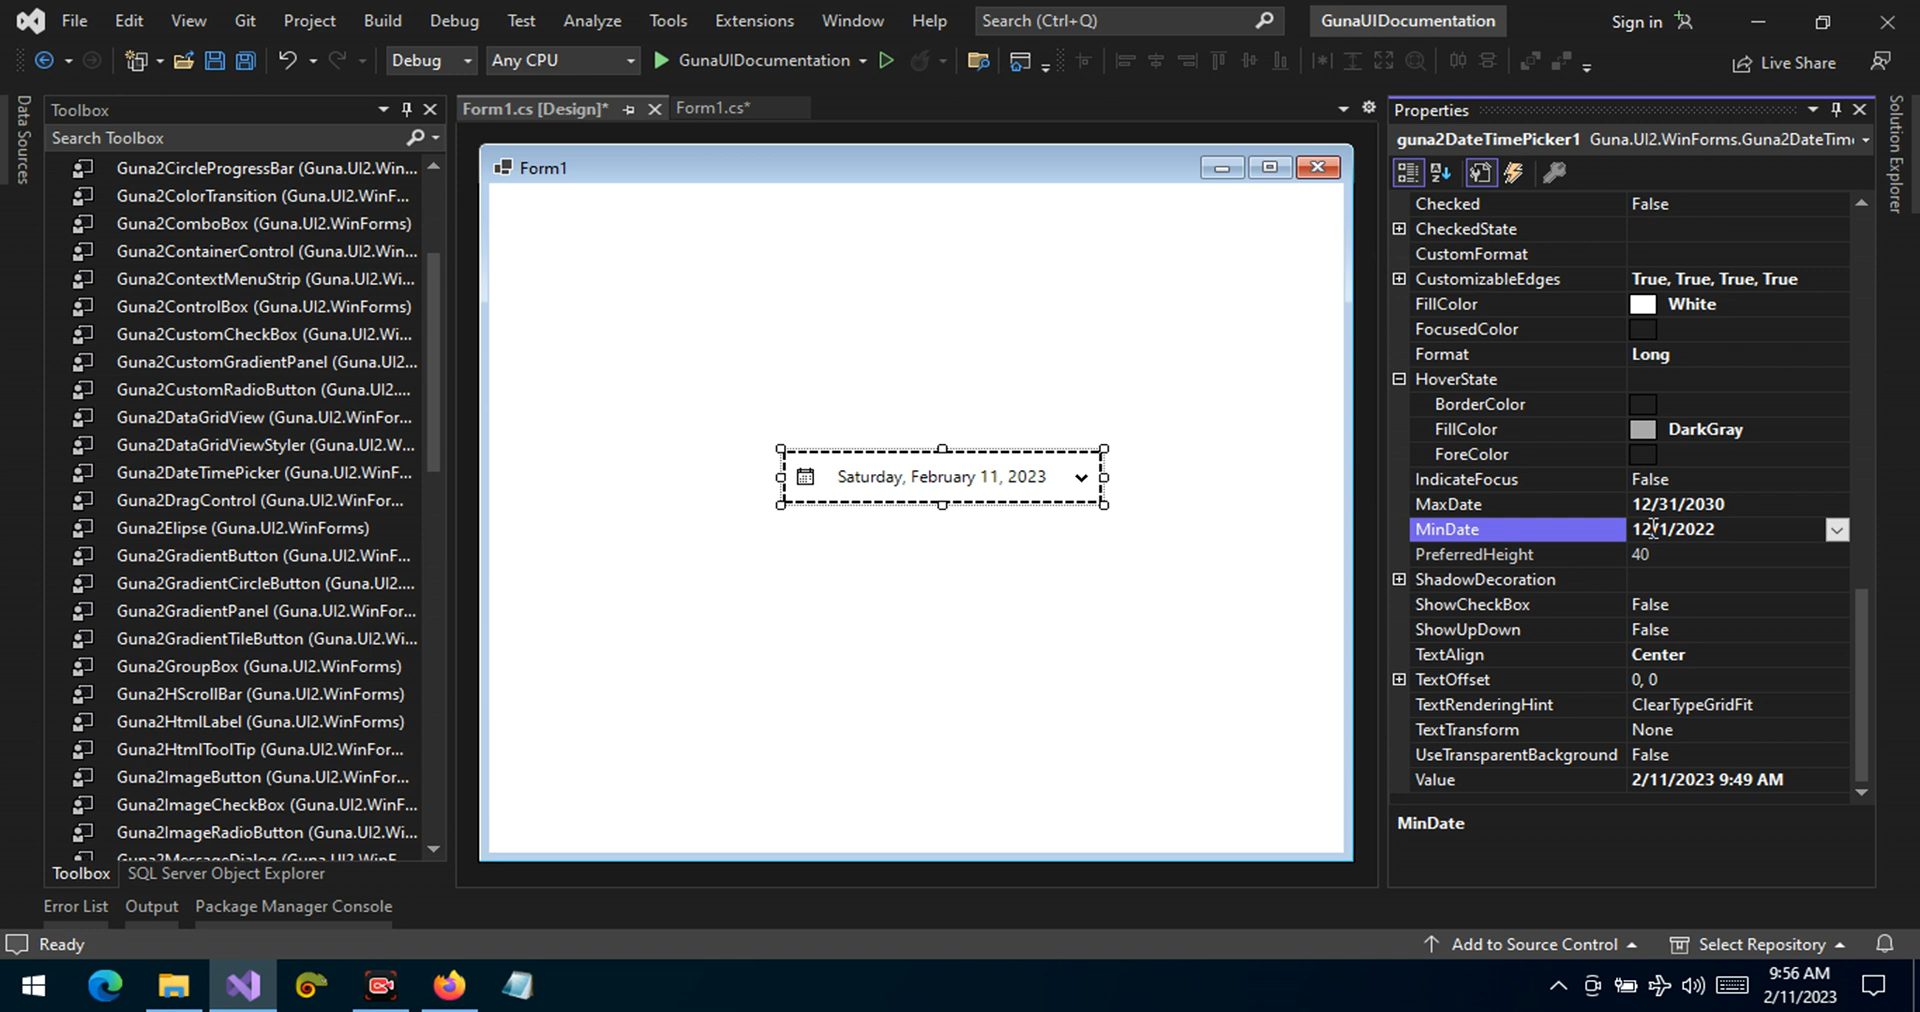 File Edit View Git Project Build Debug Test Analyze Tools Extensions Window Help Search (Ctrl+Q) GunaUIDocumentation Sign in
Debug Any CPU GunaUIDocumentation Live Share
Data Sources
Toolbox
Search Toolbox
Guna2CircleProgressBar (Guna.UI2.Win...
Guna2ColorTransition (Guna.UI2.WinF...
Guna2ComboBox (Guna.UI2.WinForms)
Guna2ContainerControl (Guna.UI2.Win...
Guna2ContextMenuStrip (Guna.UI2.Wi...
Guna2ControlBox (Guna.UI2.WinForms)
Guna2CustomCheckBox (Guna.UI2.Wi...
Guna2CustomGradientPanel (Guna.UI2...
Guna2CustomRadioButton (Guna.UI2....
Guna2DataGridView (Guna.UI2.WinFor...
Guna2DataGridViewStyler (Guna.UI2.W...
Guna2DateTimePicker (Guna.UI2.WinF...
Guna2DragControl (Guna.UI2.WinFor...
Guna2Elipse (Guna.UI2.WinForms)
Guna2GradientButton (Guna.UI2.WinF...
Guna2GradientCircleButton (Guna.UI2....
Guna2GradientPanel (Guna.UI2.WinFor...
Guna2GradientTileButton (Guna.UI2.Wi...
Guna2GroupBox (Guna.UI2.WinForms)
Guna2HScrollBar (Guna.UI2.WinForms)
Guna2HtmlLabel (Guna.UI2.WinForms)
Guna2HtmlToolTip (Guna.UI2.WinFor...
Guna2ImageButton (Guna.UI2.WinFor...
Guna2ImageCheckBox (Guna.UI2.WinF...
Guna2ImageRadioButton (Guna.UI2.Wi...
Guna2MessageDialog (Guna.UI2.WinF...
Toolbox SQL Server Object Explorer
Form1.cs [Design]* Form1.cs*
Form1
Saturday, February 11, 2023
Properties
guna2DateTimePicker1 Guna.UI2.WinForms.Guna2DateTim
Checked False
CheckedState
CustomFormat
CustomizableEdges True, True, True, True
FillColor White
FocusedColor
Format Long
HoverState
BorderColor
FillColor DarkGray
ForeColor
IndicateFocus False
MaxDate 12/31/2030
MinDate 12/1/2022
PreferredHeight 40
ShadowDecoration
ShowCheckBox False
ShowUpDown False
TextAlign Center
TextOffset 0, 0
TextRenderingHint ClearTypeGridFit
TextTransform None
UseTransparentBackground False
Value 2/11/2023 9:49 AM
MinDate
Solution Explorer
Error List Output Package Manager Console
Ready Add to Source Control Select Repository
9:56 AM
2/11/2023